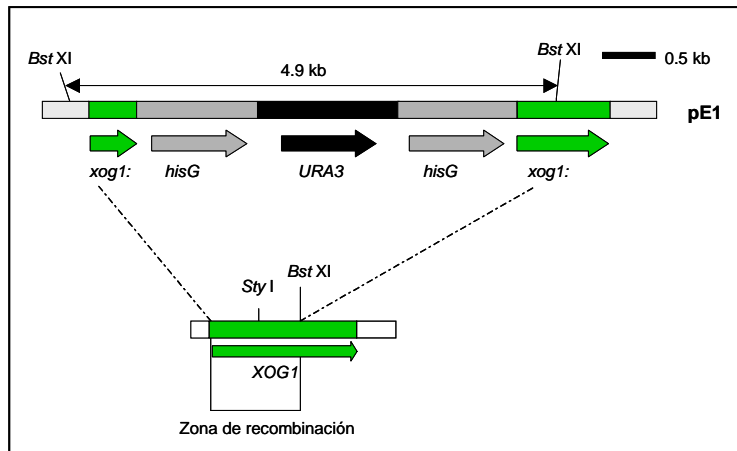 Bst XI
Bst XI
0.5 kb
4.9 kb
pE1
xog1:
hisG
URA3
hisG
xog1:
Bst XI
Sty I
XOG1
Zona de recombinación